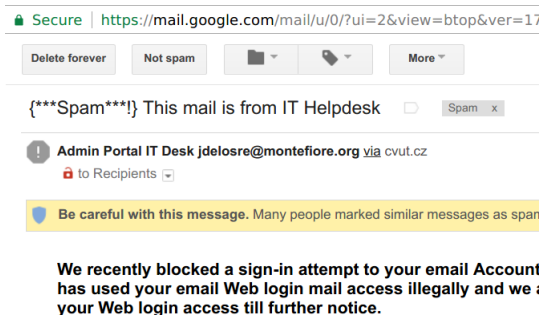 Secure | https://mail.google.com/mail/u/0/?ui=2&view=btop&ver=17
Delete forever Not spam More
{***Spam***!} This mail is from IT Helpdesk Spam x
Admin Portal IT Desk jdelosre@montefiore.org via cvut.cz
to Recipients
Be careful with this message. Many people marked similar messages as spam
We recently blocked a sign-in attempt to your email Account
has used your email Web login mail access illegally and we a
your Web login access till further notice.